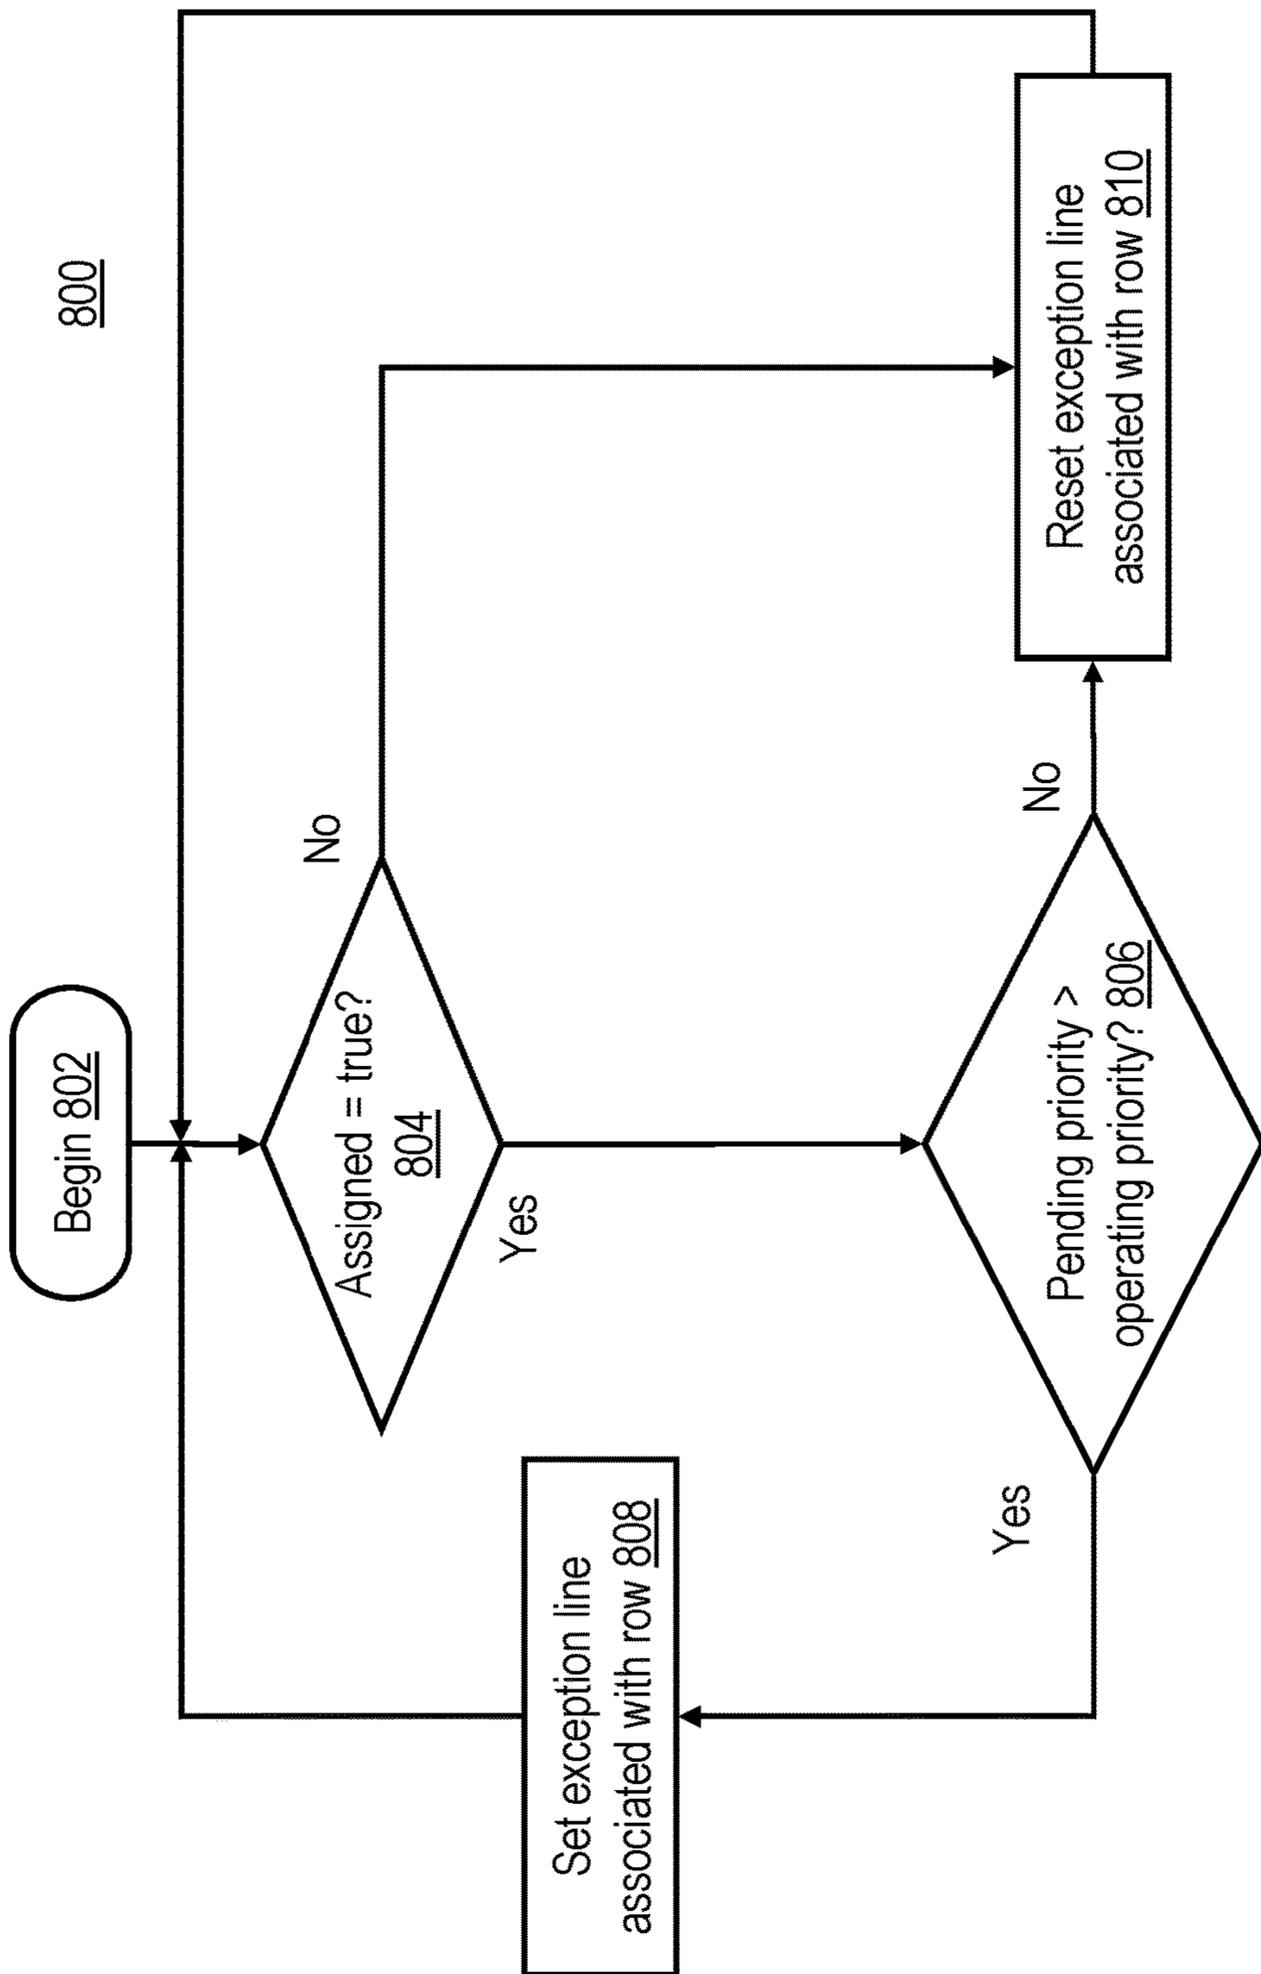 800
Begin 802
Assigned = true?
804
No
Yes
Set exception line
associated with row 808
Yes
Pending priority >
operating priority? 806
No
Reset exception line
associated with row 810